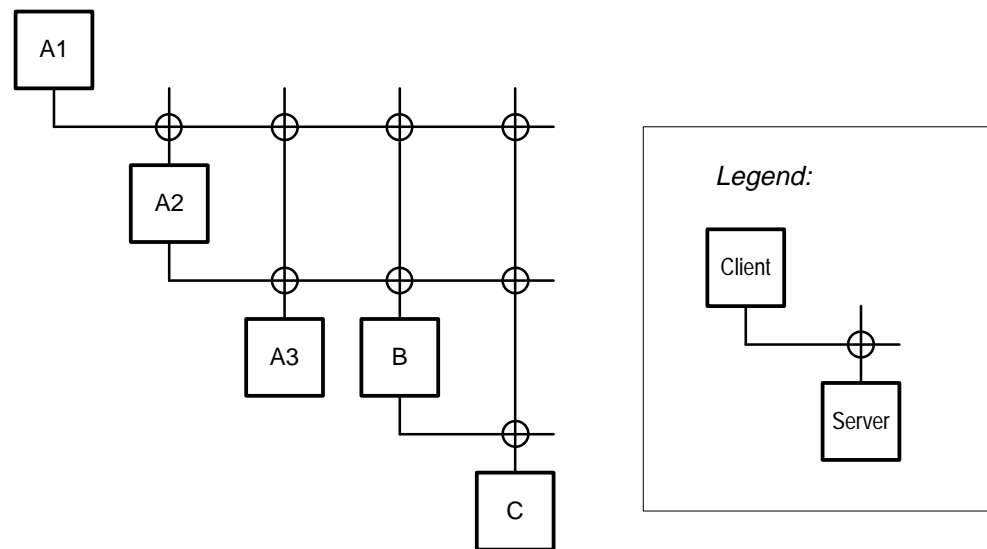 A1
A2
A3
B
C
Legend:
Client
Server